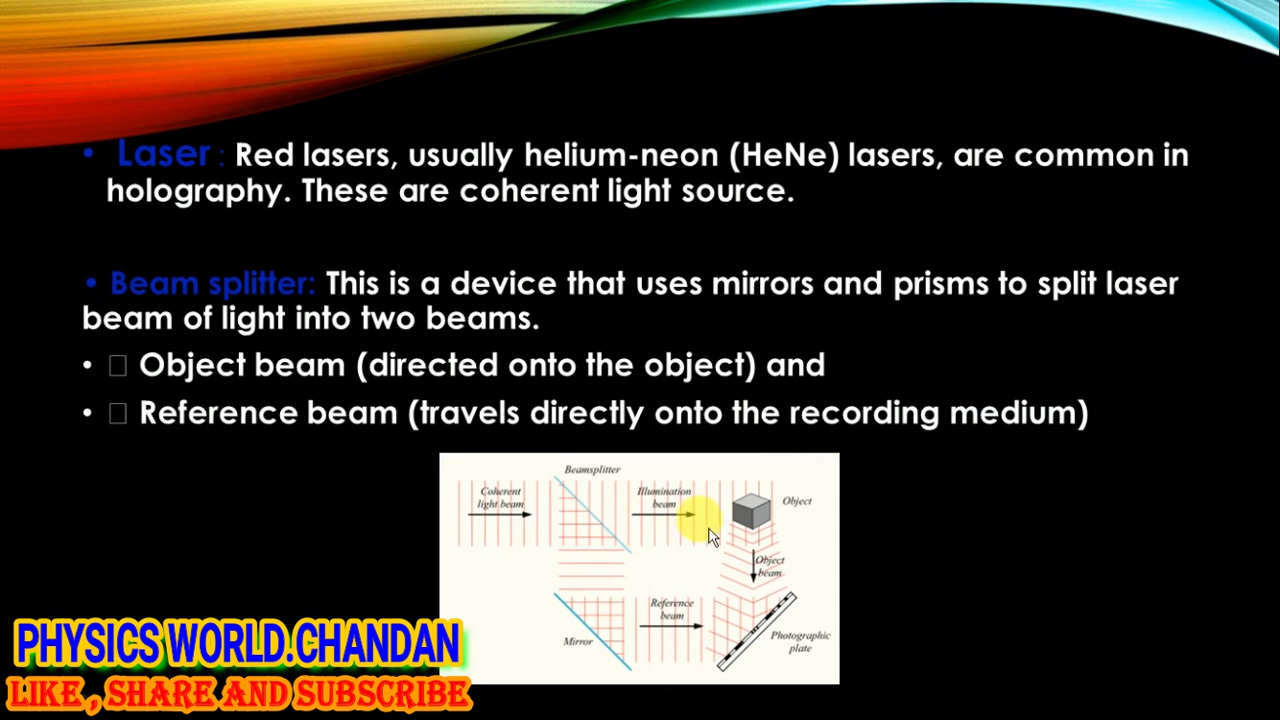 • Laser : Red lasers, usually helium-neon (HeNe) lasers, are common in
holography. These are coherent light source.
• Beam splitter: This is a device that uses mirrors and prisms to split laser
beam of light into two beams.
• □ Object beam (directed onto the object) and
• □ Reference beam (travels directly onto the recording medium)
Beamsplitter
Coherent
light beam
Illumination
beam
Object
Object
beam
Reference
beam
Mirror
Photographic
plate
PHYSICS WORLD.CHANDAN
LIKE , SHARE AND SUBSCRIBE